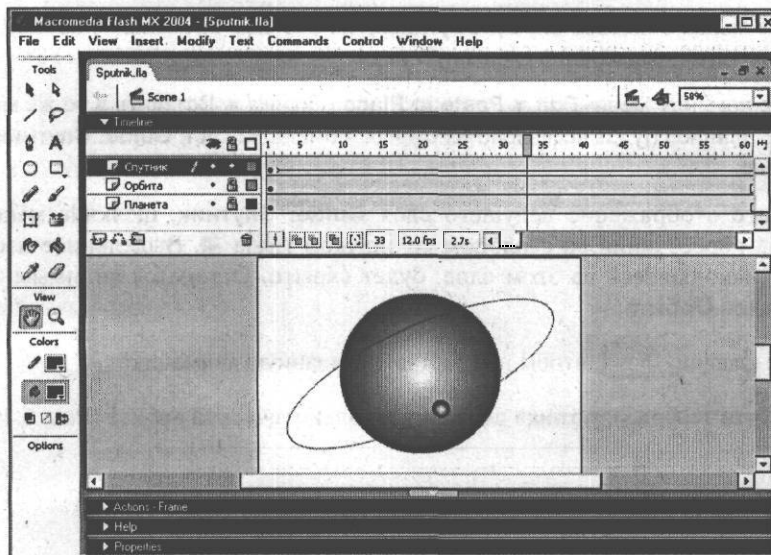 Macromedia Flash MX 2004 - [Sputnik.fla]
File Edit View Insert Modify Text Commands Control Window Help
Tools
Sputnik.fla
Scene 1
58%
Timeline
1 5 10 15 20 25 30 35 40 45 50 55 60
Спутник
Орбита
Планета
33 12.0 fps 2.7s
View
Colors
Options
Actions - Frame
Help
Properties